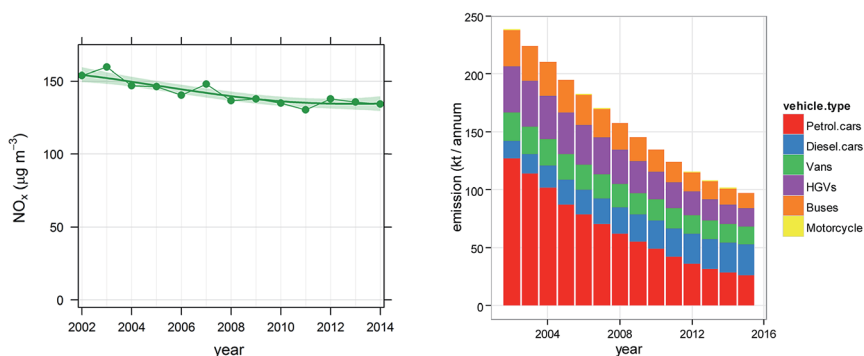 NOx (µg m−3)
150
100
50
0
2002 2004 2006 2008 2010 2012 2014
year
emission (kt / annum)
250
200
150
100
50
0
2004 2008 2012 2016
year
vehicle.type
Petrol.cars
Diesel.cars
Vans
HGVs
Buses
Motorcycle